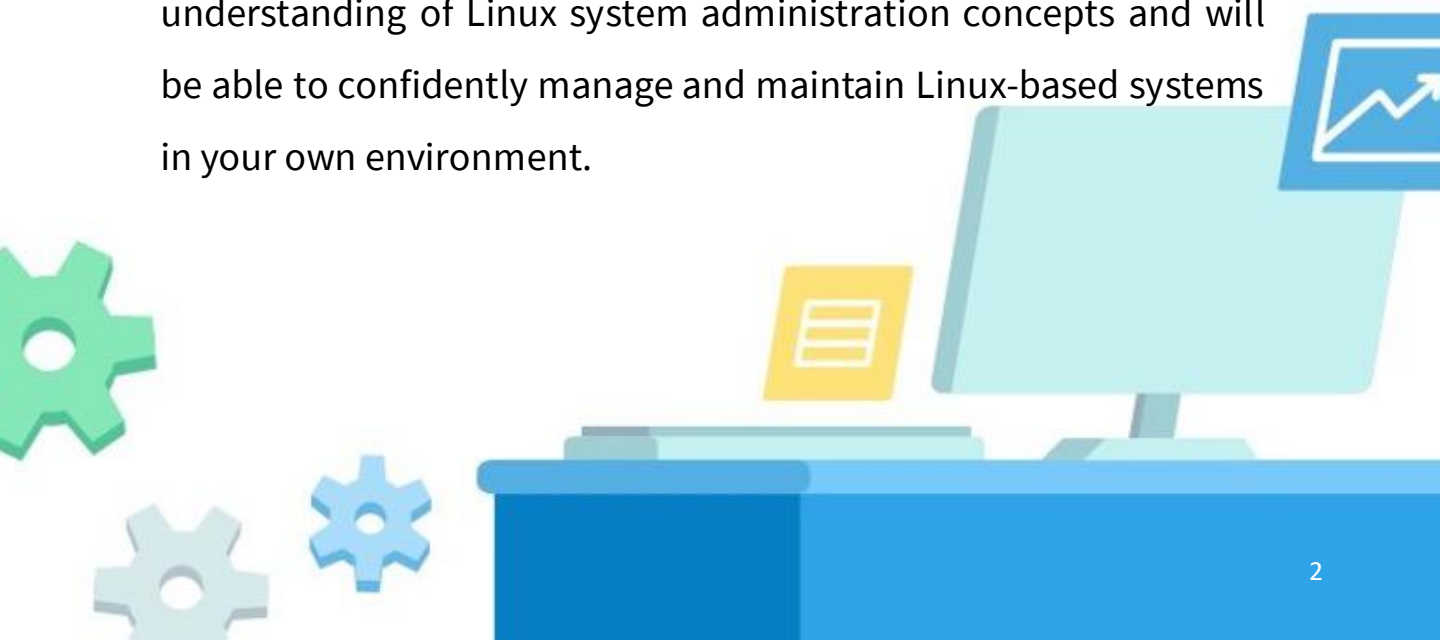 understanding of Linux system administration concepts and will
be able to confidently manage and maintain Linux-based systems
in your own environment.
2